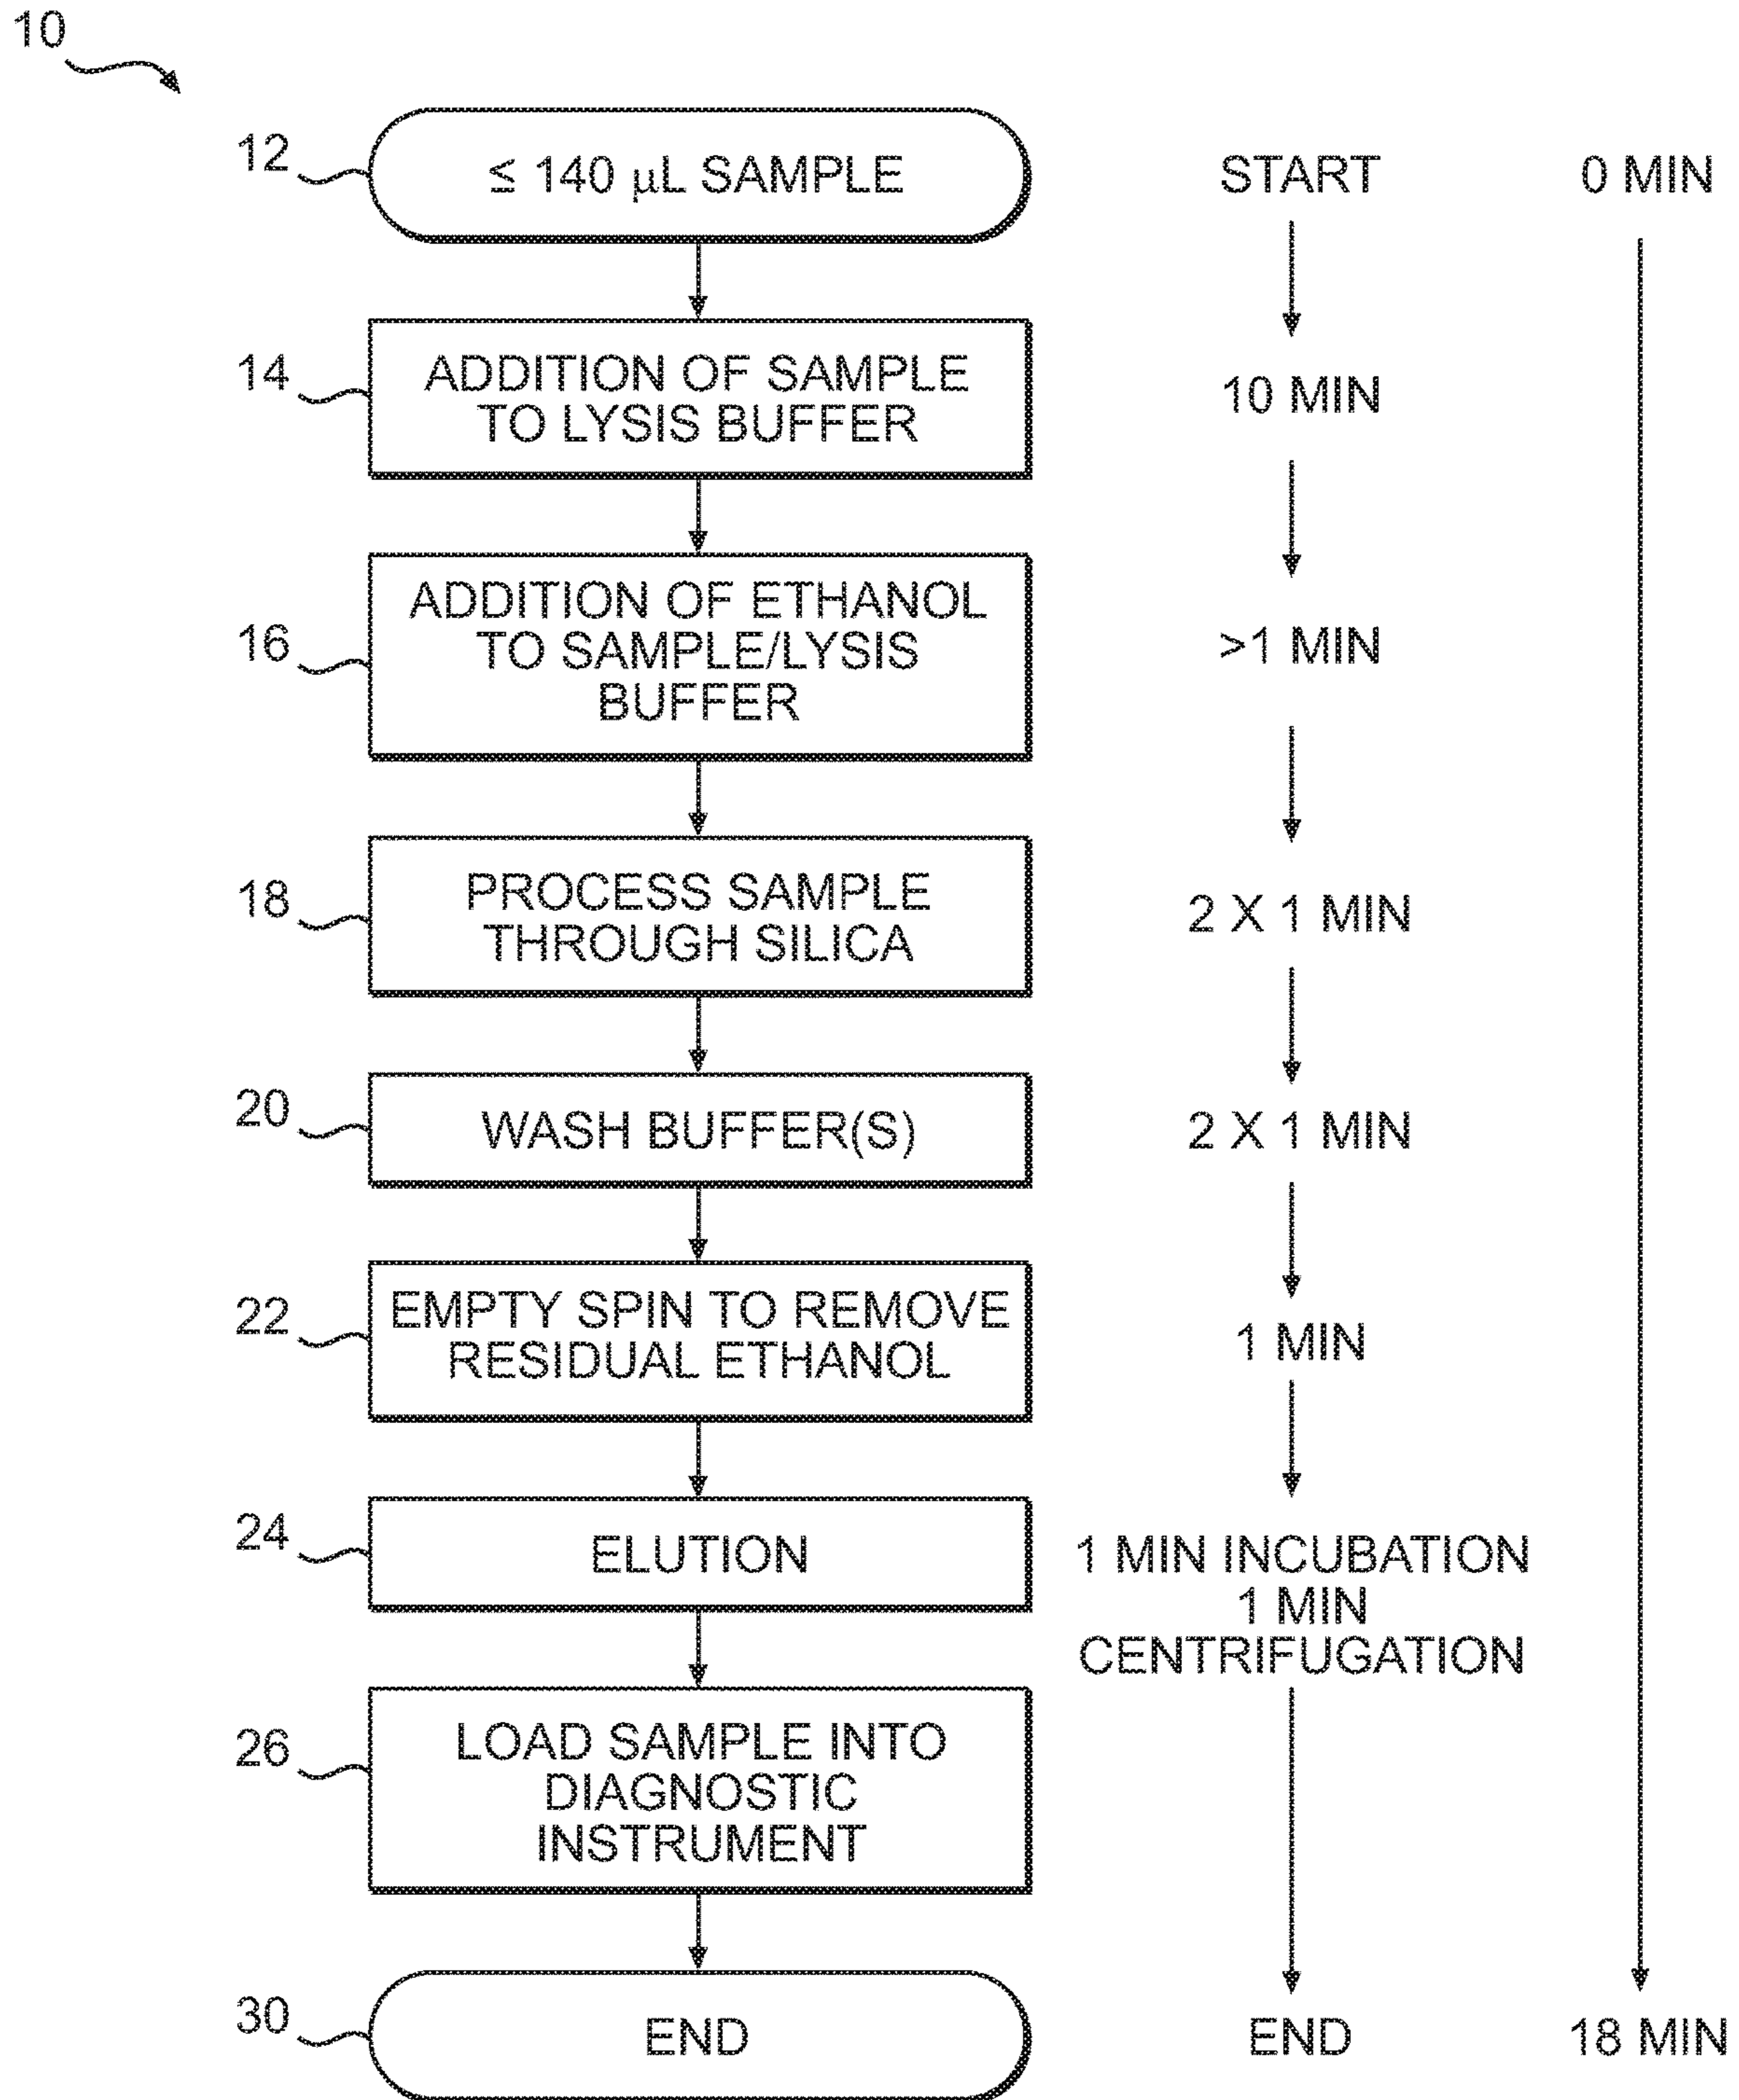 10
12
≤ 140 µL SAMPLE
START
0 MIN
14
ADDITION OF SAMPLE
TO LYSIS BUFFER
10 MIN
16
ADDITION OF ETHANOL
TO SAMPLE/LYSIS
BUFFER
>1 MIN
18
PROCESS SAMPLE
THROUGH SILICA
2 X 1 MIN
20
WASH BUFFER(S)
2 X 1 MIN
22
EMPTY SPIN TO REMOVE
RESIDUAL ETHANOL
1 MIN
24
ELUTION
1 MIN INCUBATION
1 MIN
CENTRIFUGATION
26
LOAD SAMPLE INTO
DIAGNOSTIC
INSTRUMENT
30
END
END
18 MIN